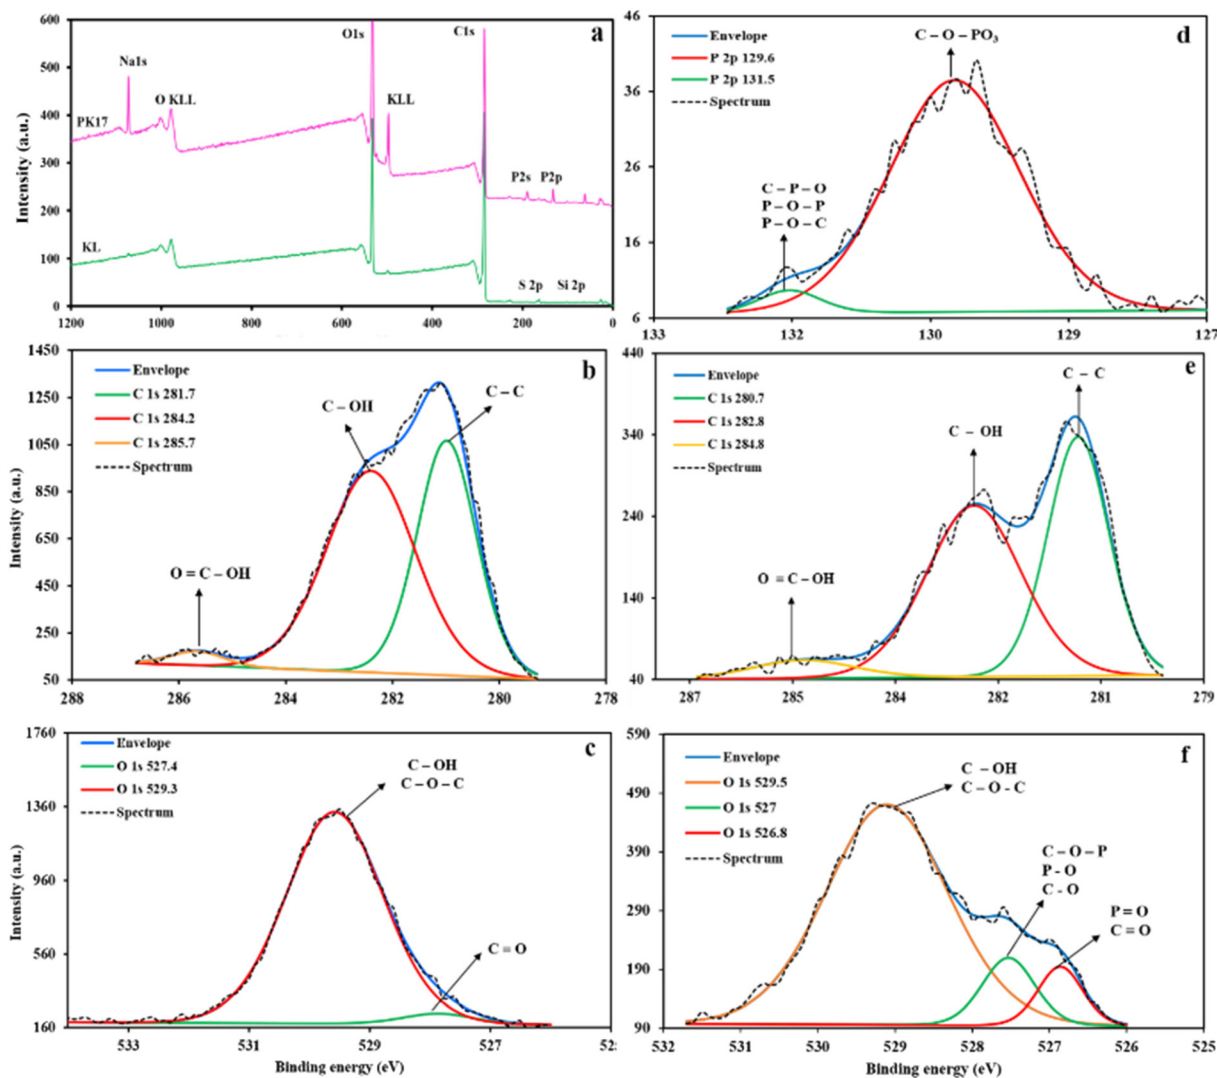 a
600
500
400
300
200
100
0
Intensity (a.u.)
O1s
C1s
Na1s
O KLL
KLL
PK17
P2s P2p
KL
S 2p Si 2p
1200 1000 800 600 400 200 0
d
46
36
26
16
6
Envelope
P 2p 129.6
P 2p 131.5
Spectrum
C – O – PO₃
C – P – O
P – O – P
P – O – C
133 132 130 129 127
b
1450
1250
1050
850
650
450
250
50
Intensity (a.u.)
Envelope
C 1s 281.7
C 1s 284.2
C 1s 285.7
Spectrum
C – OH
C – C
O = C – OH
288 286 284 282 280 278
e
440
340
240
140
40
Envelope
C 1s 280.7
C 1s 282.8
C 1s 284.8
Spectrum
C – C
C – OH
O = C – OH
287 285 284 282 281 279
c
1760
1360
960
560
160
Intensity (a.u.)
Envelope
O 1s 527.4
O 1s 529.3
Spectrum
C – OH
C – O – C
C = O
533 531 529 527 52
Binding energy (eV)
f
590
490
390
290
190
90
Envelope
O 1s 529.5
O 1s 527
O 1s 526.8
Spectrum
C – OH
C – O - C
C – O – P
P - O
C - O
P = O
C = O
532 531 530 529 528 527 526 525
Binding energy (eV)